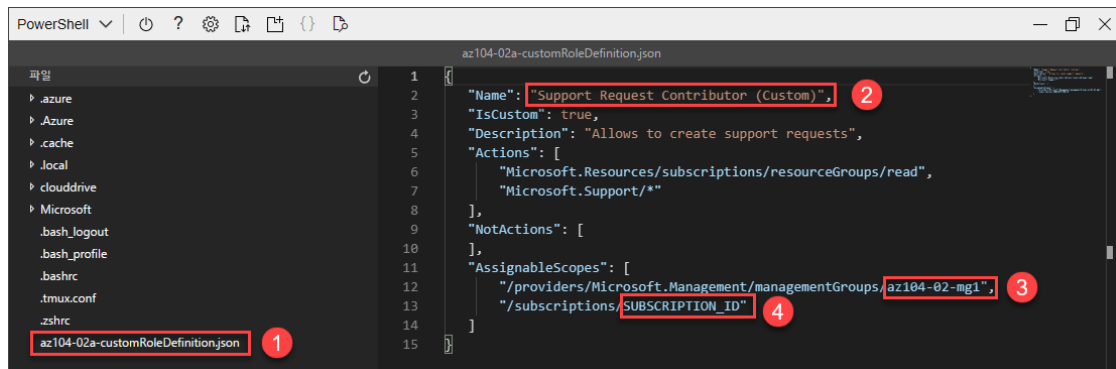 PowerShell
?
{}
az104-02a-customRoleDefinition.json
파일
.azure
.Azure
.cache
.local
clouddrive
Microsoft
.bash_logout
.bash_profile
.bashrc
.tmux.conf
.zshrc
az104-02a-customRoleDefinition.json
1
1 {
2 "Name": "Support Request Contributor (Custom)", 2
3 "IsCustom": true,
4 "Description": "Allows to create support requests",
5 "Actions": [
6 "Microsoft.Resources/subscriptions/resourceGroups/read",
7 "Microsoft.Support/*"
8 ],
9 "NotActions": [
10 ],
11 "AssignableScopes": [
12 "/providers/Microsoft.Management/managementGroups/az104-02-mg1", 3
13 "/subscriptions/SUBSCRIPTION_ID" 4
14 ]
15 }